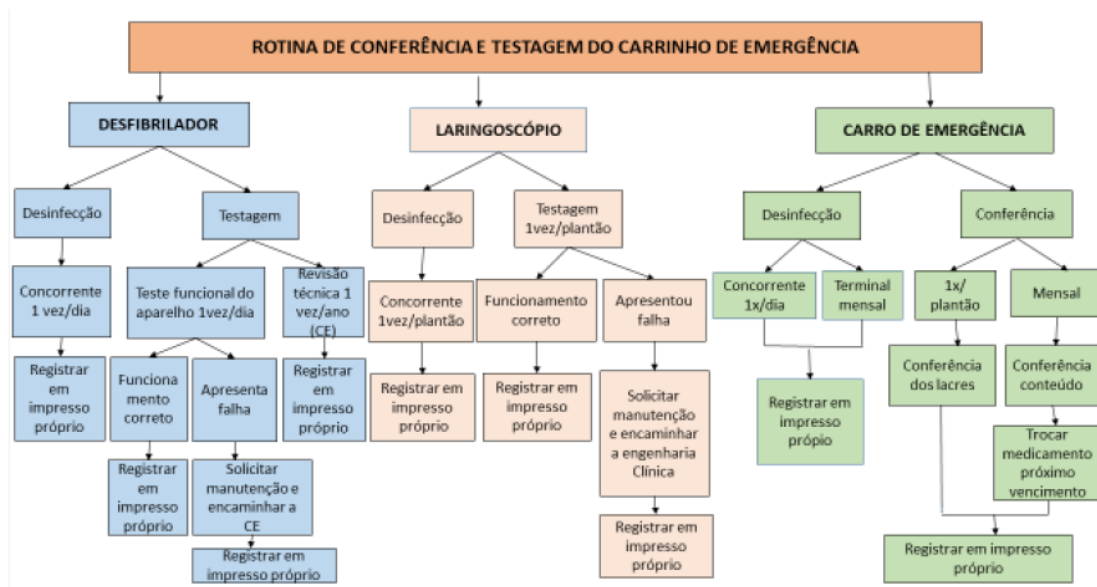 ROTINA DE CONFERÊNCIA E TESTAGEM DO CARRINHO DE EMERGÊNCIA
DESFIBRILADOR
Desinfecção
Concorrente
1 vez/dia
Registrar em
impresso
próprio
Testagem
Teste funcional do
aparelho 1vez/dia
Funciona
mento
correto
Registrar
em
impresso
próprio
Apresenta
falha
Solicitar
manutenção e
encaminhar a
CE
Registrar em
impresso próprio
Revisão
técnica 1
vez/ano
(CE)
Registrar
em
impresso
próprio
LARINGOSCÓPIO
Desinfecção
Concorrente
1vez/plantão
Registrar em
impresso
próprio
Testagem
1vez/plantão
Funcionamento
correto
Registrar em
impresso
próprio
Apresentou
falha
Solicitar
manutenção
e encaminhar
a engenharia
Clínica
Registrar em
impresso
próprio
CARRO DE EMERGÊNCIA
Desinfecção
Concorrente
1x/dia
Terminal
mensal
Registrar em
impresso
própio
Conferência
1x/
plantão
Conferência
dos lacres
Mensal
Conferência
conteúdo
Trocar
medicamento
próximo
vencimento
Registrar em impresso
próprio